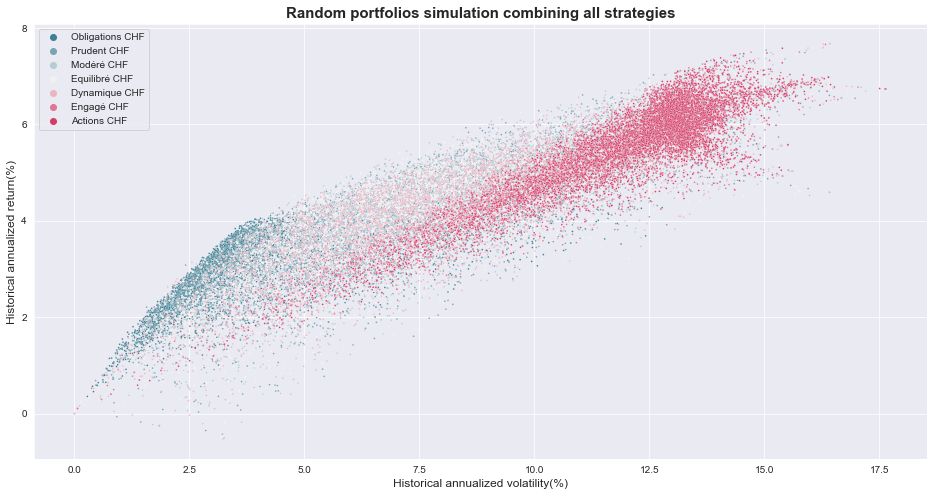 Random portfolios simulation combining all strategies
Obligations CHF
Prudent CHF
Modéré CHF
Equilibré CHF
Dynamique CHF
Engagé CHF
Actions CHF
Historical annualized return(%)
8
6
4
2
0
0.0 2.5 5.0 7.5 10.0 12.5 15.0 17.5
Historical annualized volatility(%)